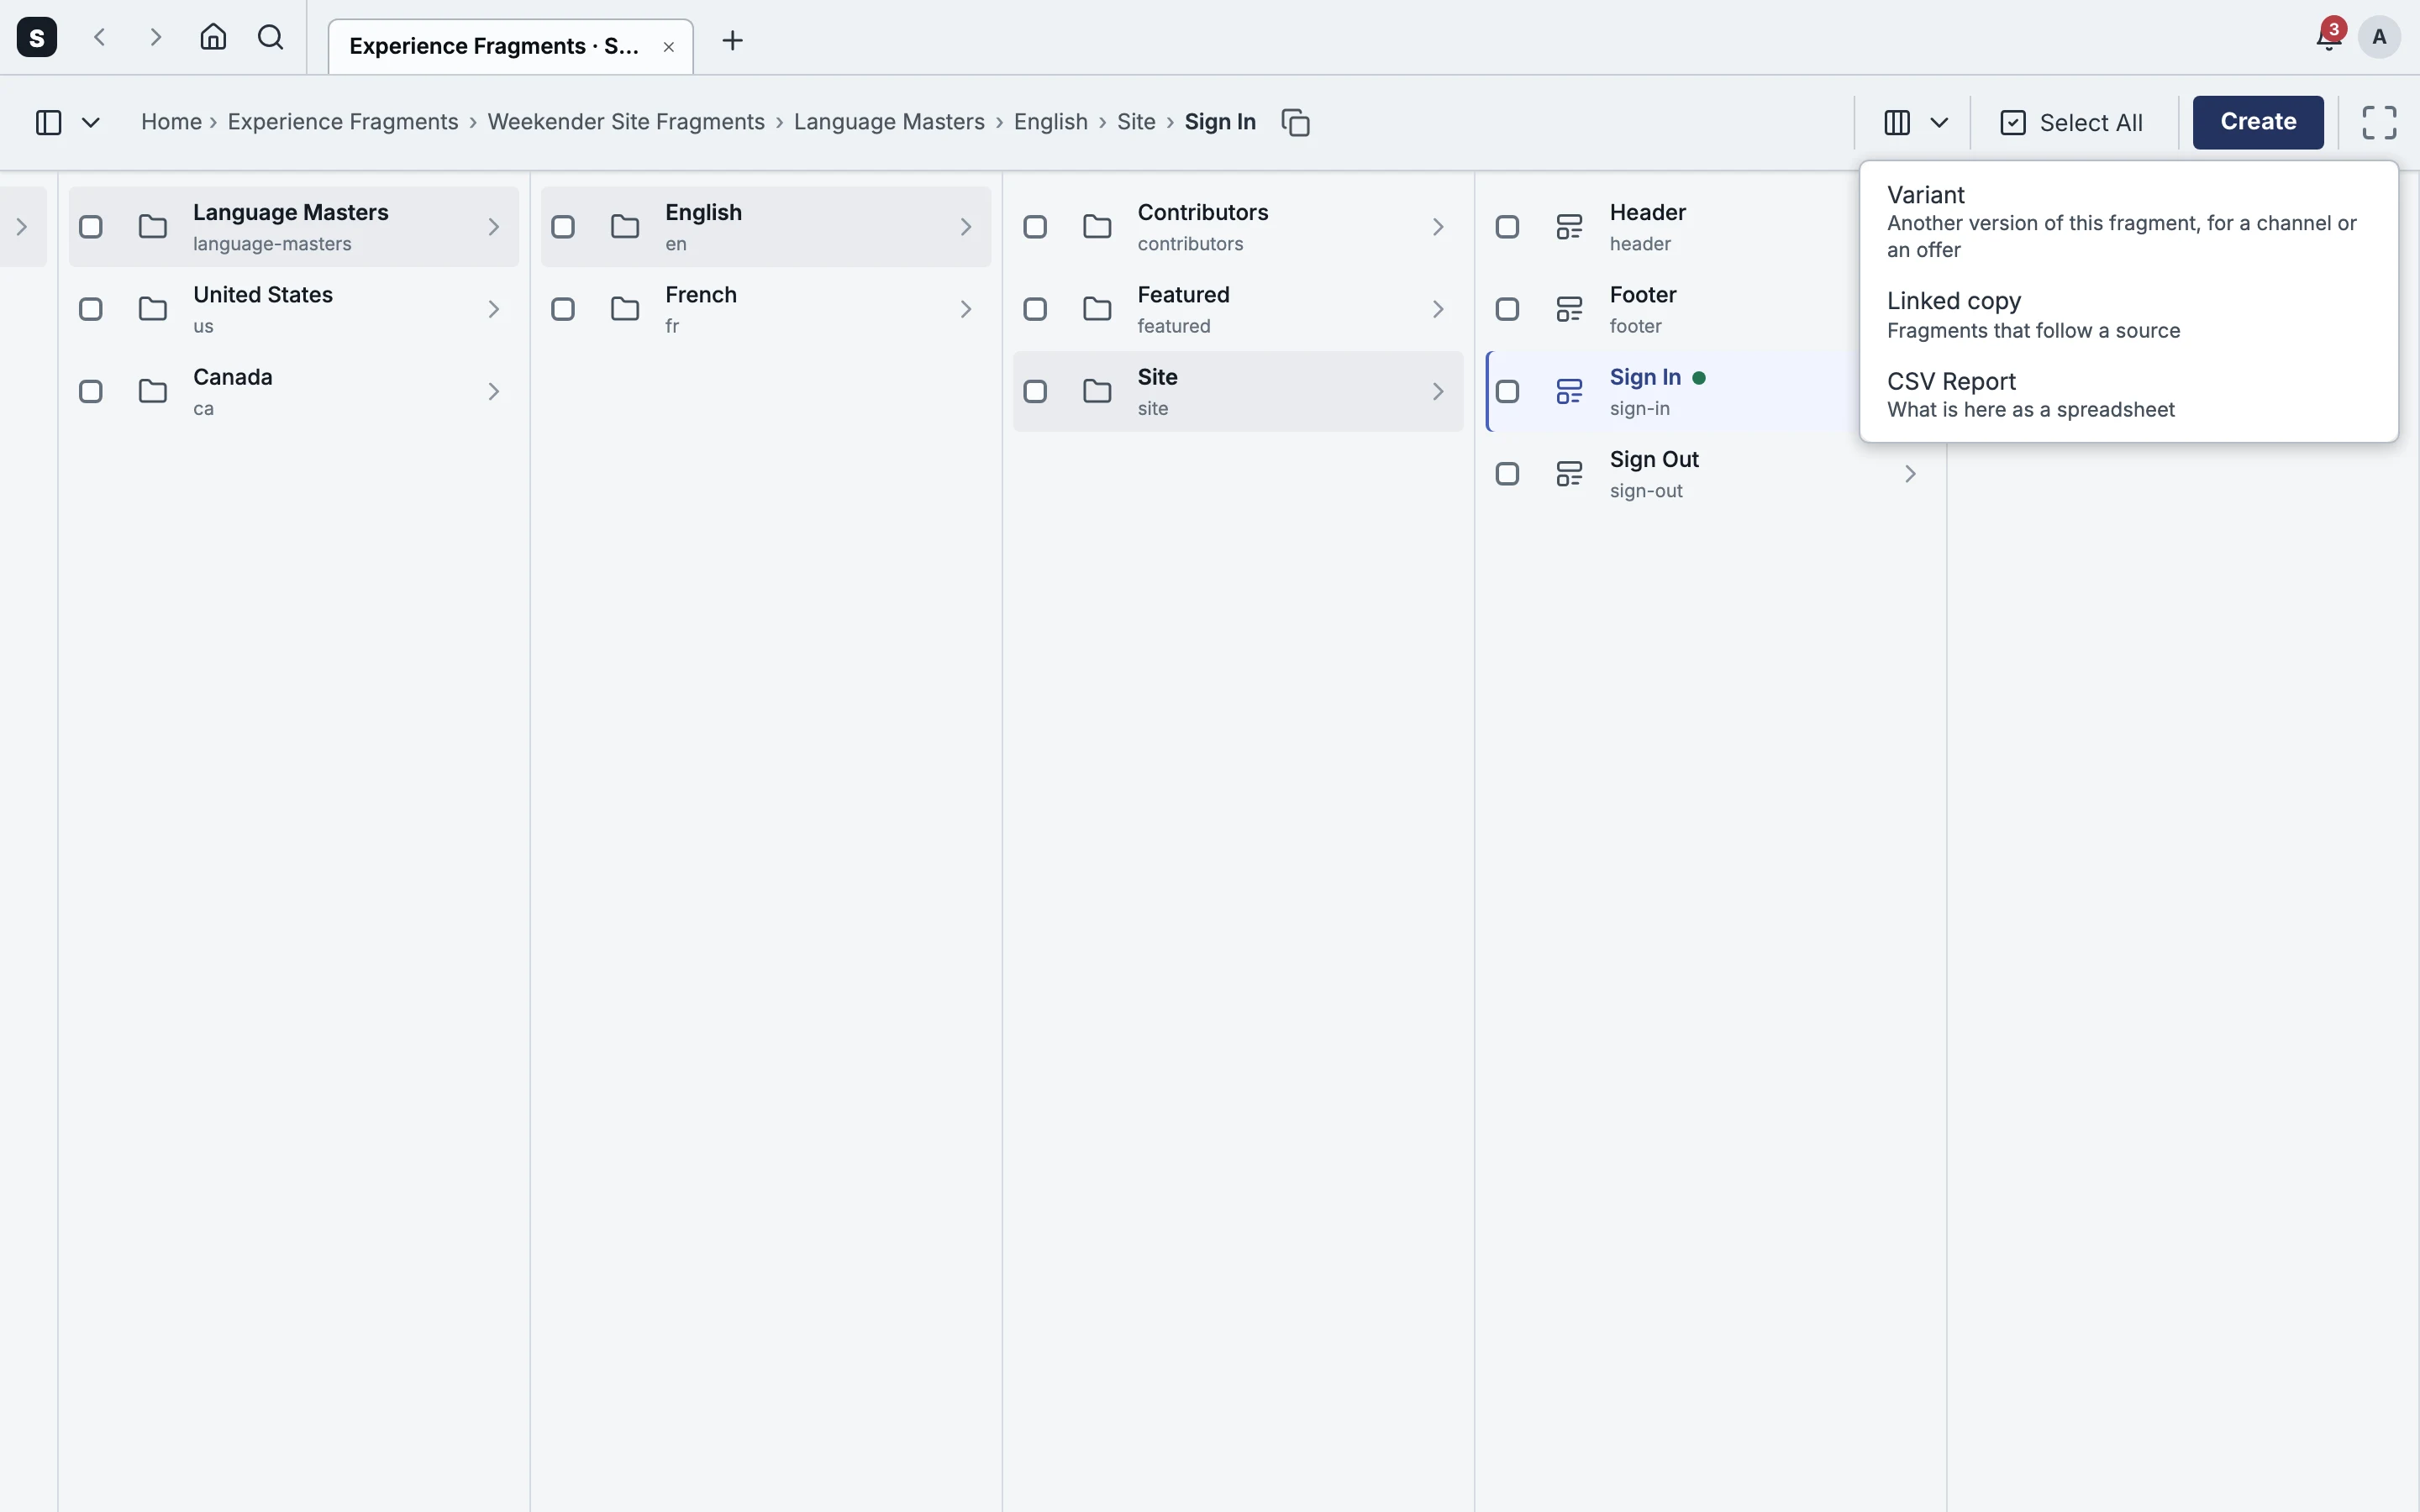 S
Experience Fragments · S...
3
A
Home › Experience Fragments › Weekender Site Fragments › Language Masters › English › Site › Sign In
Select All
Create
Language Masters
language-masters
United States
us
Canada
ca
English
en
French
fr
Contributors
contributors
Featured
featured
Site
site
Header
header
Footer
footer
Sign In
sign-in
Sign Out
sign-out
Variant
Another version of this fragment, for a channel or
an offer
Linked copy
Fragments that follow a source
CSV Report
What is here as a spreadsheet